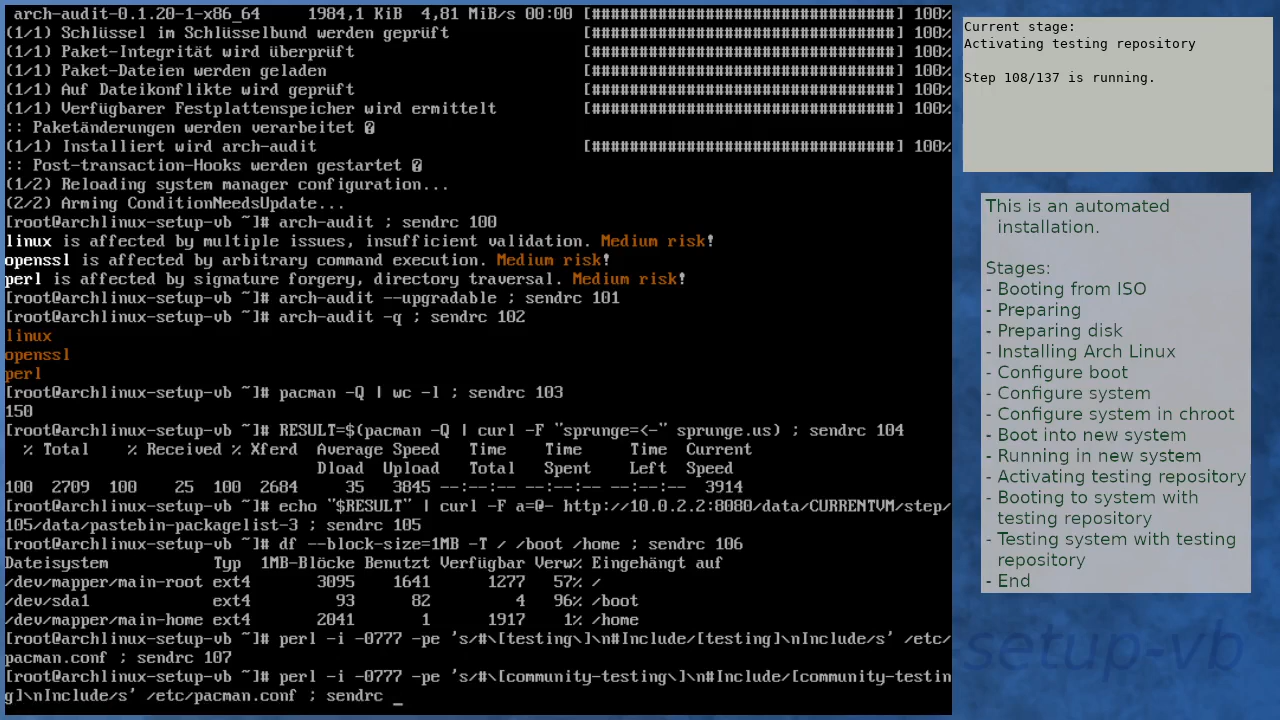 arch-audit-0.1.20-1-x86_64     1984,1 KiB  4,81 MiB/s 00:00 [################################] 100%
(1/1) Schlüssel im Schlüsselbund werden geprüft              [################################] 100%
(1/1) Paket-Integrität wird überprüft                        [################################] 100%
(1/1) Paket-Dateien werden geladen                           [################################] 100%
(1/1) Auf Dateikonflikte wird geprüft                        [################################] 100%
(1/1) Verfügbarer Festplattenspeicher wird ermittelt         [################################] 100%
:: Paketänderungen werden verarbeitet �
(1/1) Installiert wird arch-audit                            [################################] 100%
:: Post-transaction-Hooks werden gestartet �
(1/2) Reloading system manager configuration...
(2/2) Arming ConditionNeedsUpdate...
[root@archlinux-setup-vb ~]# arch-audit ; sendrc 100
linux is affected by multiple issues, insufficient validation. Medium risk!
openssl is affected by arbitrary command execution. Medium risk!
perl is affected by signature forgery, directory traversal. Medium risk!
[root@archlinux-setup-vb ~]# arch-audit --upgradable ; sendrc 101
[root@archlinux-setup-vb ~]# arch-audit -q ; sendrc 102
linux
openssl
perl
[root@archlinux-setup-vb ~]# pacman -Q | wc -l ; sendrc 103
150
[root@archlinux-setup-vb ~]# RESULT=$(pacman -Q | curl -F "sprunge=<-" sprunge.us) ; sendrc 104
  % Total    % Received % Xferd  Average Speed   Time    Time     Time  Current
                                 Dload  Upload   Total   Spent    Left  Speed
100  2709  100    25  100  2684     35   3845 --:--:-- --:--:-- --:--:--  3914
[root@archlinux-setup-vb ~]# echo "$RESULT" | curl -F a=@- http://10.0.2.2:8080/data/CURRENTVM/step/
105/data/pastebin-packagelist-3 ; sendrc 105
[root@archlinux-setup-vb ~]# df --block-size=1MB -T / /boot /home ; sendrc 106
Dateisystem           Typ  1MB-Blöcke Benutzt Verfügbar Verw% Eingehängt auf
/dev/mapper/main-root ext4       3095    1641      1277   57% /
/dev/sda1             ext4         93      82         4   96% /boot
/dev/mapper/main-home ext4       2041       1      1917    1% /home
[root@archlinux-setup-vb ~]# perl -i -0777 -pe 's/#\[testing\]\n#Include/[testing]\nInclude/s' /etc/
pacman.conf ; sendrc 107
[root@archlinux-setup-vb ~]# perl -i -0777 -pe 's/#\[community-testing\]\n#Include/[community-testin
g]\nInclude/s' /etc/pacman.conf ; sendrc _
Current stage:
Activating testing repository
Step 108/137 is running.
This is an automated
installation.
Stages:
- Booting from ISO
- Preparing
- Preparing disk
- Installing Arch Linux
- Configure boot
- Configure system
- Configure system in chroot
- Boot into new system
- Running in new system
- Activating testing repository
- Booting to system with
testing repository
- Testing system with testing
repository
- End
setup-vb